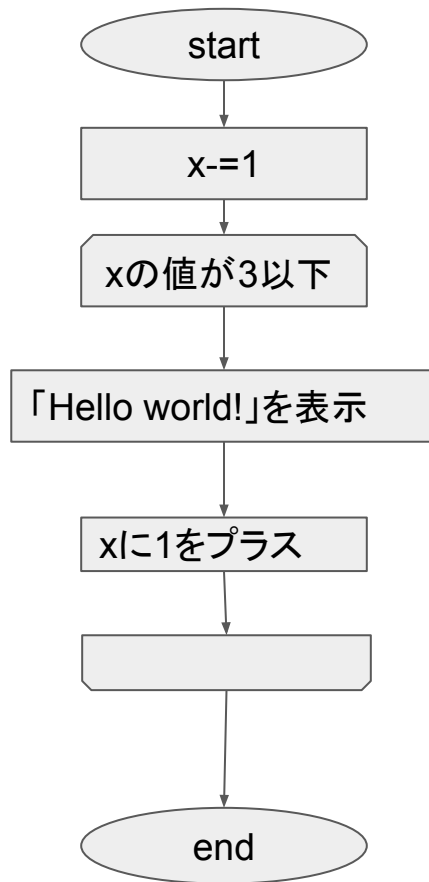 start
x-=1
xの値が3以下
「Hello world!」を表示
xに1をプラス
end